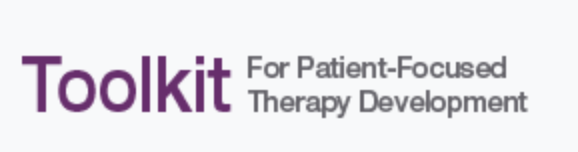 Toolkit
For Patient-Focused
Therapy Development